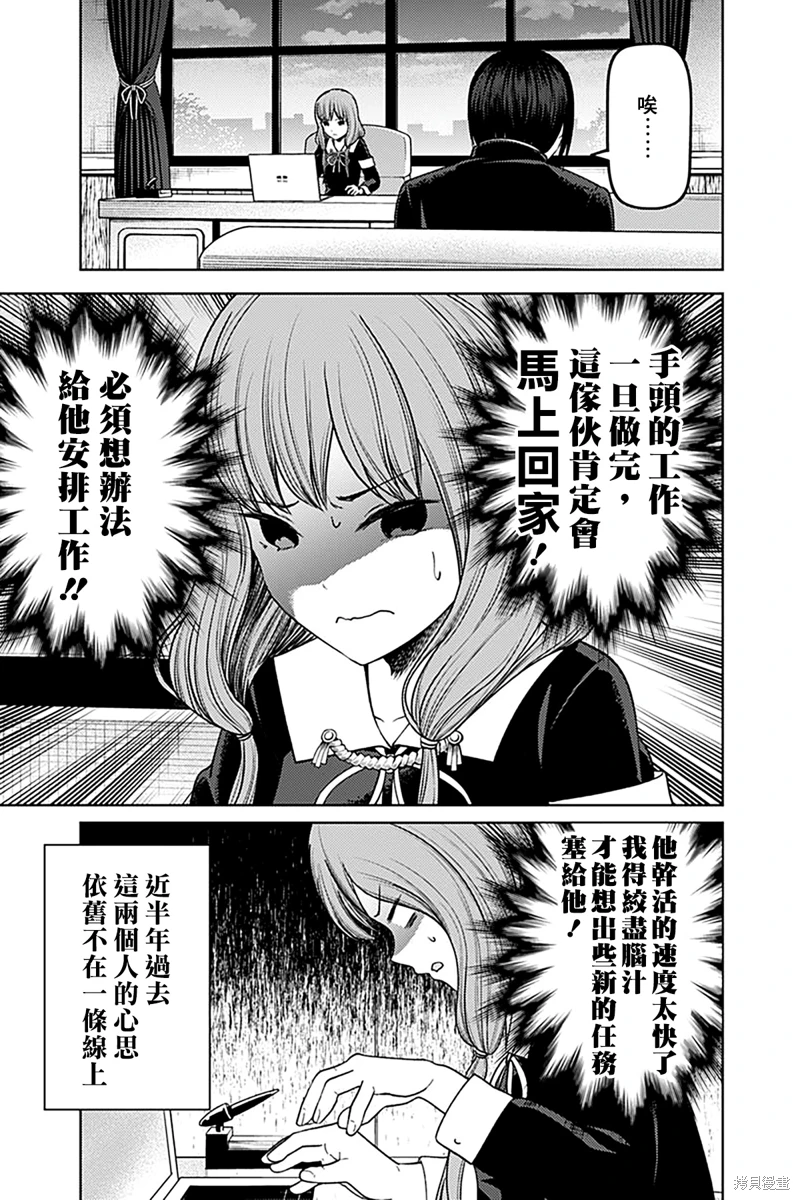 唉……
手頭的工作
一旦做完，
這傢伙肯定會
馬上回家！
必須想辦法
給他安排工作!!
他幹活的速度太快了
我得絞盡腦汁
才能想出些新的任務
塞給他！
近半年過去
這兩個人的心思
依舊不在一條線上
拷貝漫畫